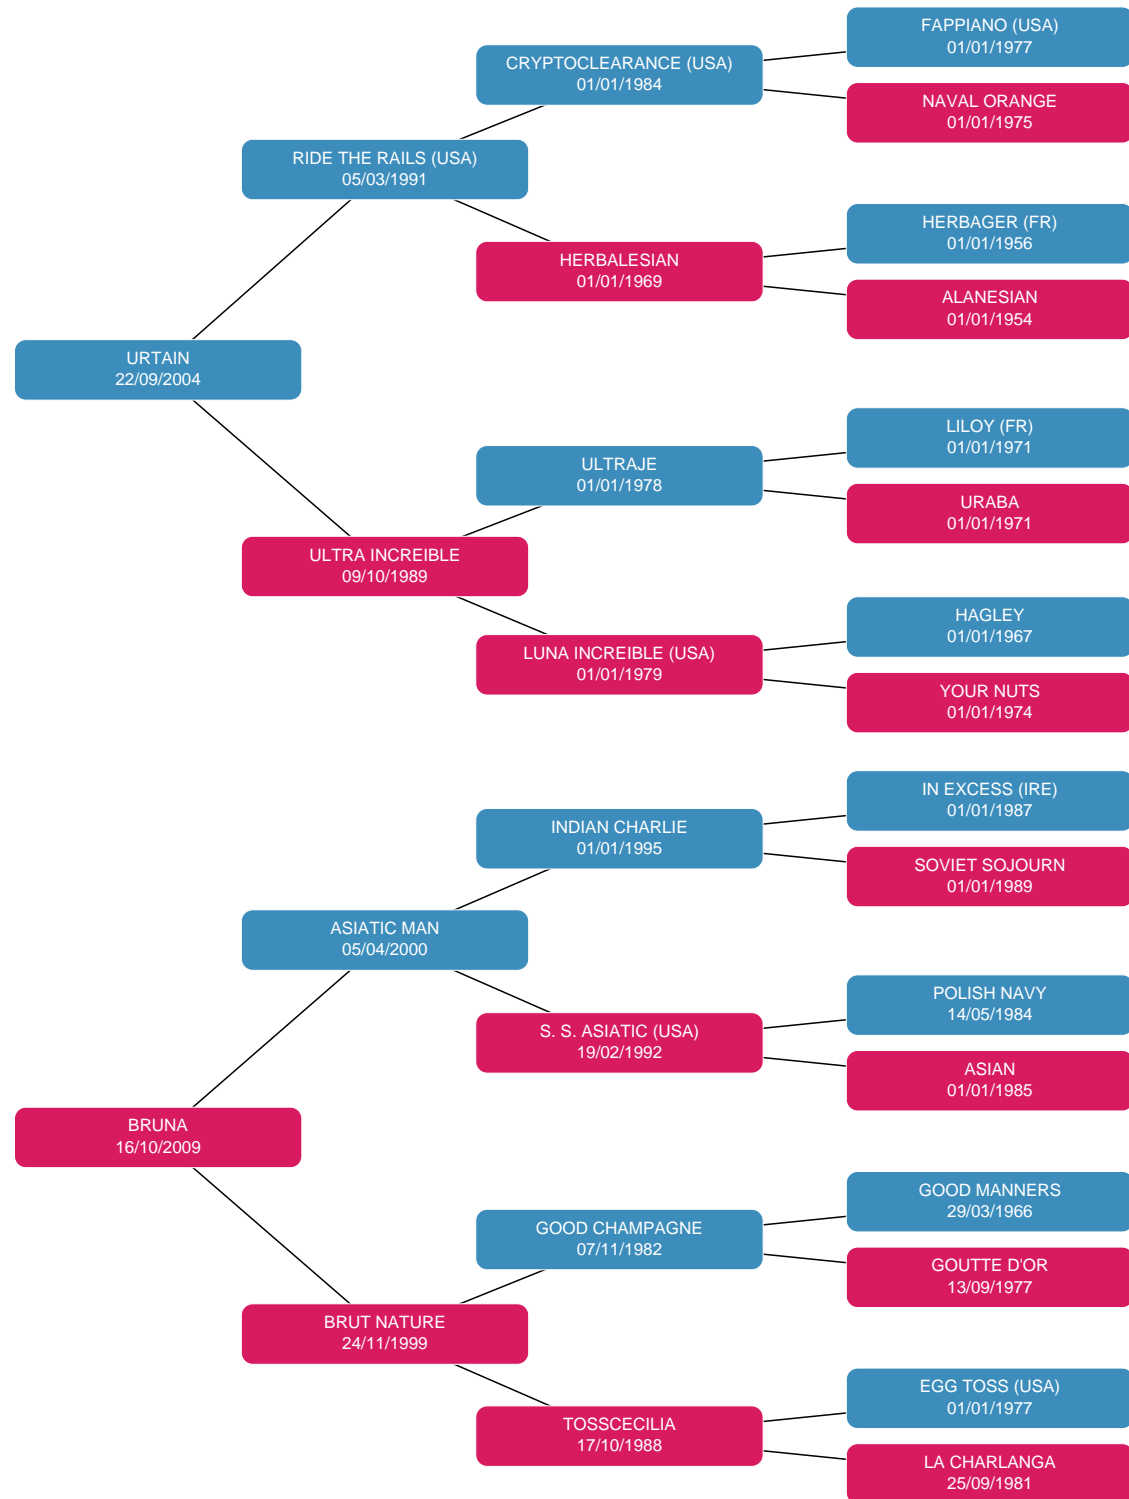 FAPPIANO (USA)
01/01/1977
CRYPTOCLEARANCE (USA)
01/01/1984
NAVAL ORANGE
01/01/1975
RIDE THE RAILS (USA)
05/03/1991
HERBAGER (FR)
01/01/1956
HERBALESIAN
01/01/1969
ALANESIAN
01/01/1954
URTAIN
22/09/2004
LILOY (FR)
01/01/1971
ULTRAJE
01/01/1978
URABA
01/01/1971
ULTRA INCREIBLE
09/10/1989
HAGLEY
01/01/1967
LUNA INCREIBLE (USA)
01/01/1979
YOUR NUTS
01/01/1974
IN EXCESS (IRE)
01/01/1987
INDIAN CHARLIE
01/01/1995
SOVIET SOJOURN
01/01/1989
ASIATIC MAN
05/04/2000
POLISH NAVY
14/05/1984
S. S. ASIATIC (USA)
19/02/1992
ASIAN
01/01/1985
BRUNA
16/10/2009
GOOD MANNERS
29/03/1966
GOOD CHAMPAGNE
07/11/1982
GOUTTE D'OR
13/09/1977
BRUT NATURE
24/11/1999
EGG TOSS (USA)
01/01/1977
TOSSCECILIA
17/10/1988
LA CHARLANGA
25/09/1981